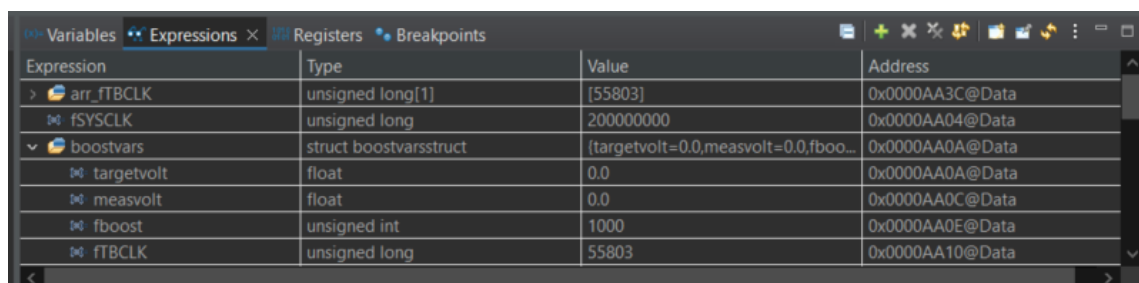 Variables Expressions Registers Breakpoints
Expression Type Value Address
arr_fTBCLK unsigned long[1] [55803] 0x0000AA3C@Data
fSYSCLK unsigned long 200000000 0x0000AA04@Data
boostvars struct boostvarsstruct {targetvolt=0.0,measvolt=0.0,fboo... 0x0000AA0A@Data
targetvolt float 0.0 0x0000AA0A@Data
measvolt float 0.0 0x0000AA0C@Data
fboost unsigned int 1000 0x0000AA0E@Data
fTBCLK unsigned long 55803 0x0000AA10@Data